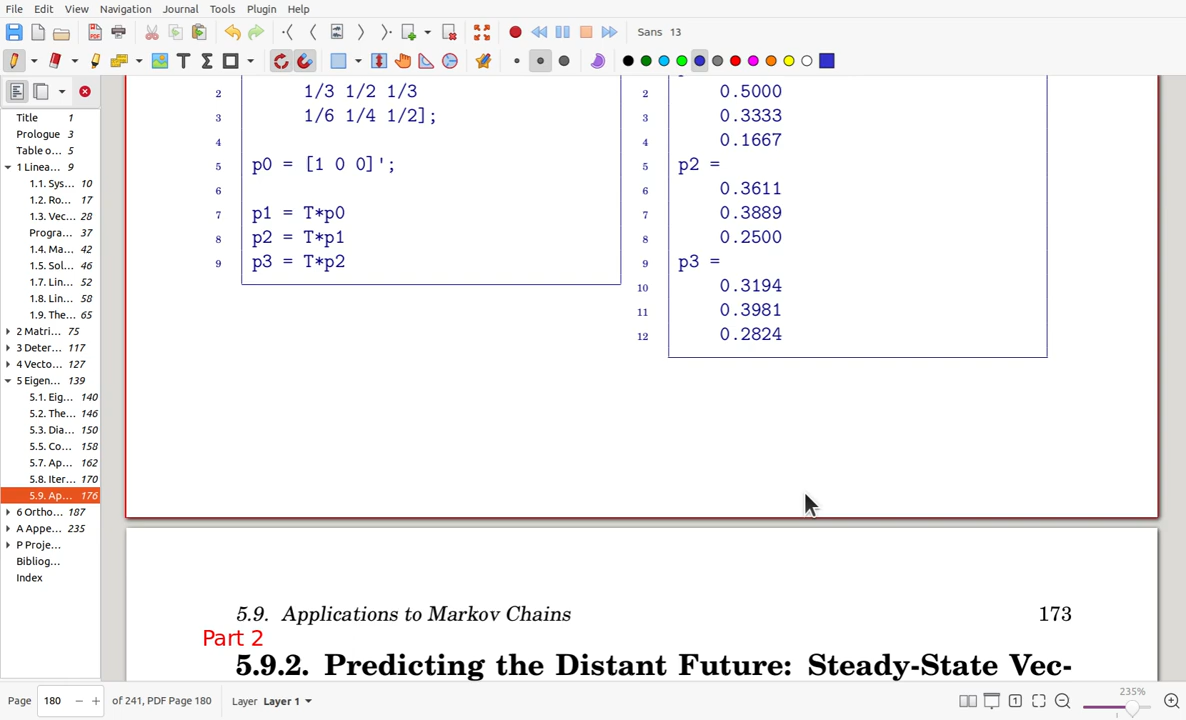 File Edit View Navigation Journal Tools Plugin Help
Sans 13
Title 1
Prologue 3
Table o... 5
1 Linea... 9
1.1. Sys... 10
1.2. Ro... 17
1.3. Vec... 28
Progra... 37
1.4. Ma... 42
1.5. Sol... 46
1.7. Lin... 52
1.8. Lin... 58
1.9. The... 65
2 Matri... 75
3 Deter... 117
4 Vecto... 127
5 Eigen... 139
5.1. Eig... 140
5.2. The... 146
5.3. Dia... 150
5.5. Co... 158
5.7. Ap... 162
5.8. Iter... 170
5.9. Ap... 176
6 Ortho... 187
A Appe... 235
P Proje...
Bibliog...
Index
2 1/3 1/2 1/3
3 1/6 1/4 1/2];
4
5 p0 = [1 0 0]';
6
7 p1 = T*p0
8 p2 = T*p1
9 p3 = T*p2
2 0.5000
3 0.3333
4 0.1667
5 p2 =
6 0.3611
7 0.3889
8 0.2500
9 p3 =
10 0.3194
11 0.3981
12 0.2824
5.9. Applications to Markov Chains 173
Part 2
5.9.2. Predicting the Distant Future: Steady-State Vec-
Page 180 − + of 241, PDF Page 180 Layer Layer 1 235%